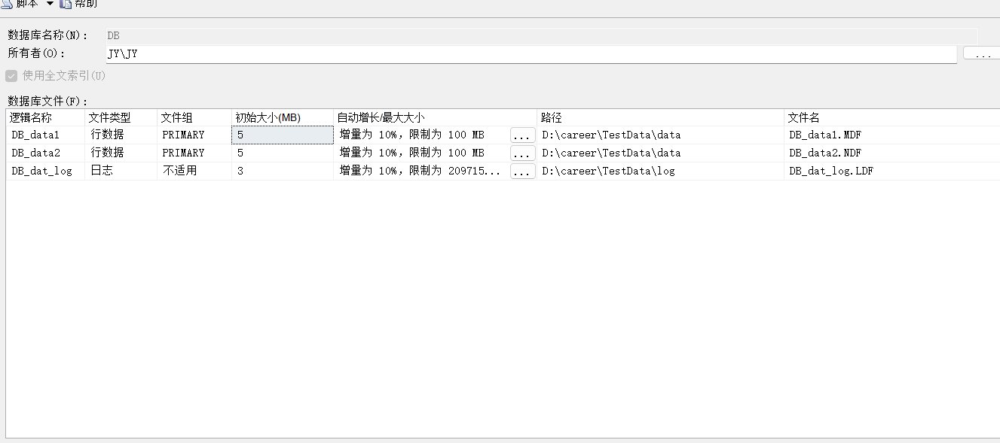 脚本 帮助
数据库名称(N)： DB
所有者(O)： JY\JY ...
使用全文索引(U)
数据库文件(F)：
逻辑名称 文件类型 文件组 初始大小(MB) 自动增长/最大大小 路径 文件名
DB_data1 行数据 PRIMARY 5 增量为 10%，限制为 100 MB ... D:\career\TestData\data DB_data1.MDF
DB_data2 行数据 PRIMARY 5 增量为 10%，限制为 100 MB ... D:\career\TestData\data DB_data2.NDF
DB_dat_log 日志 不适用 3 增量为 10%，限制为 209715... ... D:\career\TestData\log DB_dat_log.LDF